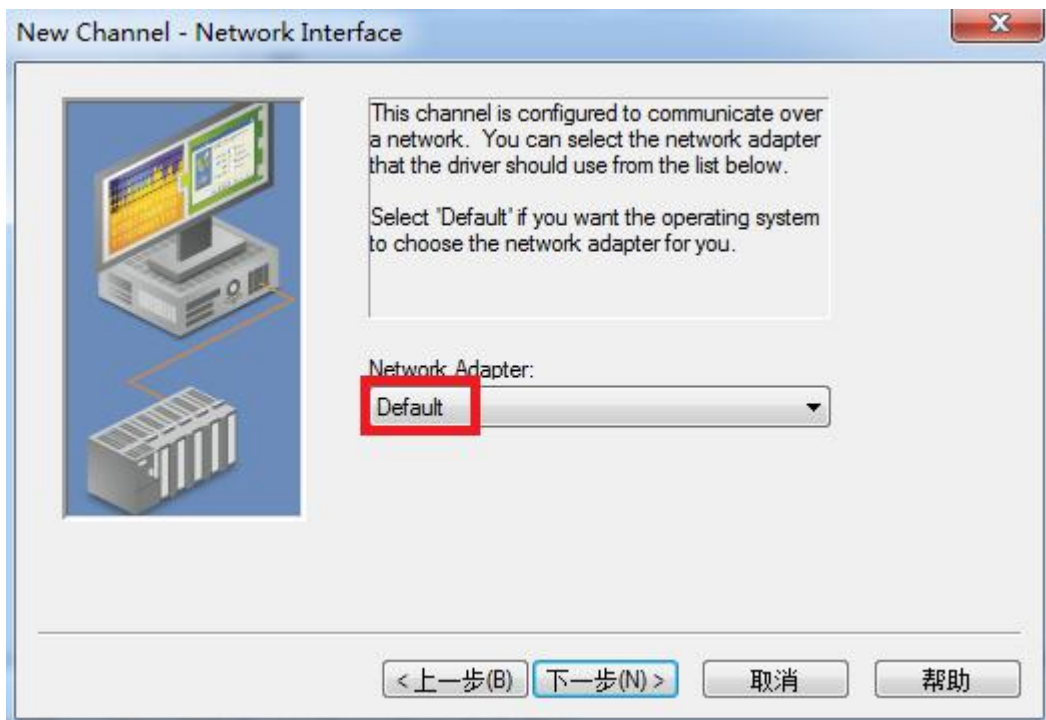 New Channel - Network Interface
This channel is configured to communicate over
a network. You can select the network adapter
that the driver should use from the list below.
Select 'Default' if you want the operating system
to choose the network adapter for you.
Network Adapter:
Default
<上一步(B) 下一步(N)> 取消 帮助